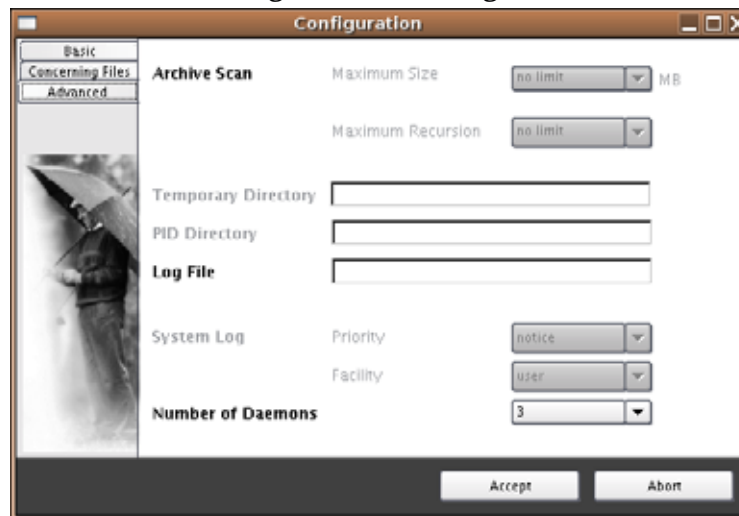 Configuration
Basic
Concerning Files
Advanced
Archive Scan
Maximum Size
no limit
MB
Maximum Recursion
no limit
Temporary Directory
PID Directory
Log File
System Log
Priority
notice
Facility
user
Number of Daemons
3
Accept
Abort